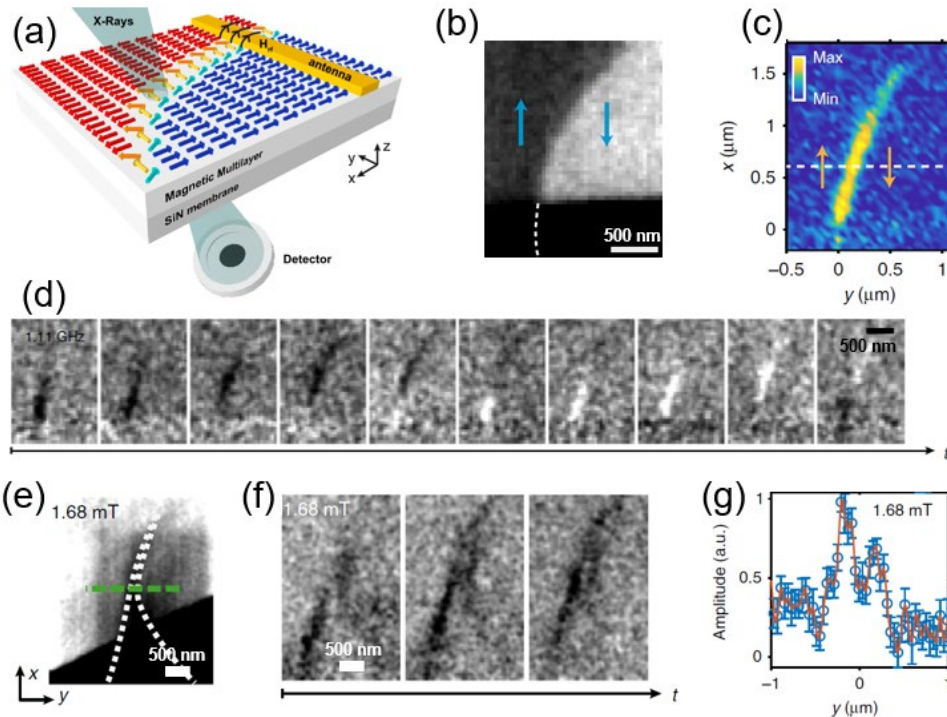 (a)
X-Rays
H_rf
antenna
Magnetic Multilayer
SiN membrane
Detector
z
y
x
(b)
500 nm
(c)
Max
Min
x (μm)
1.5
1
0.5
0
−0.5 0 0.5 1
y (μm)
(d)
1.11 GHz
500 nm
t
(e)
1.68 mT
500 nm
x
y
(f)
1.68 mT
500 nm
t
(g)
1.68 mT
Amplitude (a.u.)
1
0.5
0
−1 0 1
y (μm)